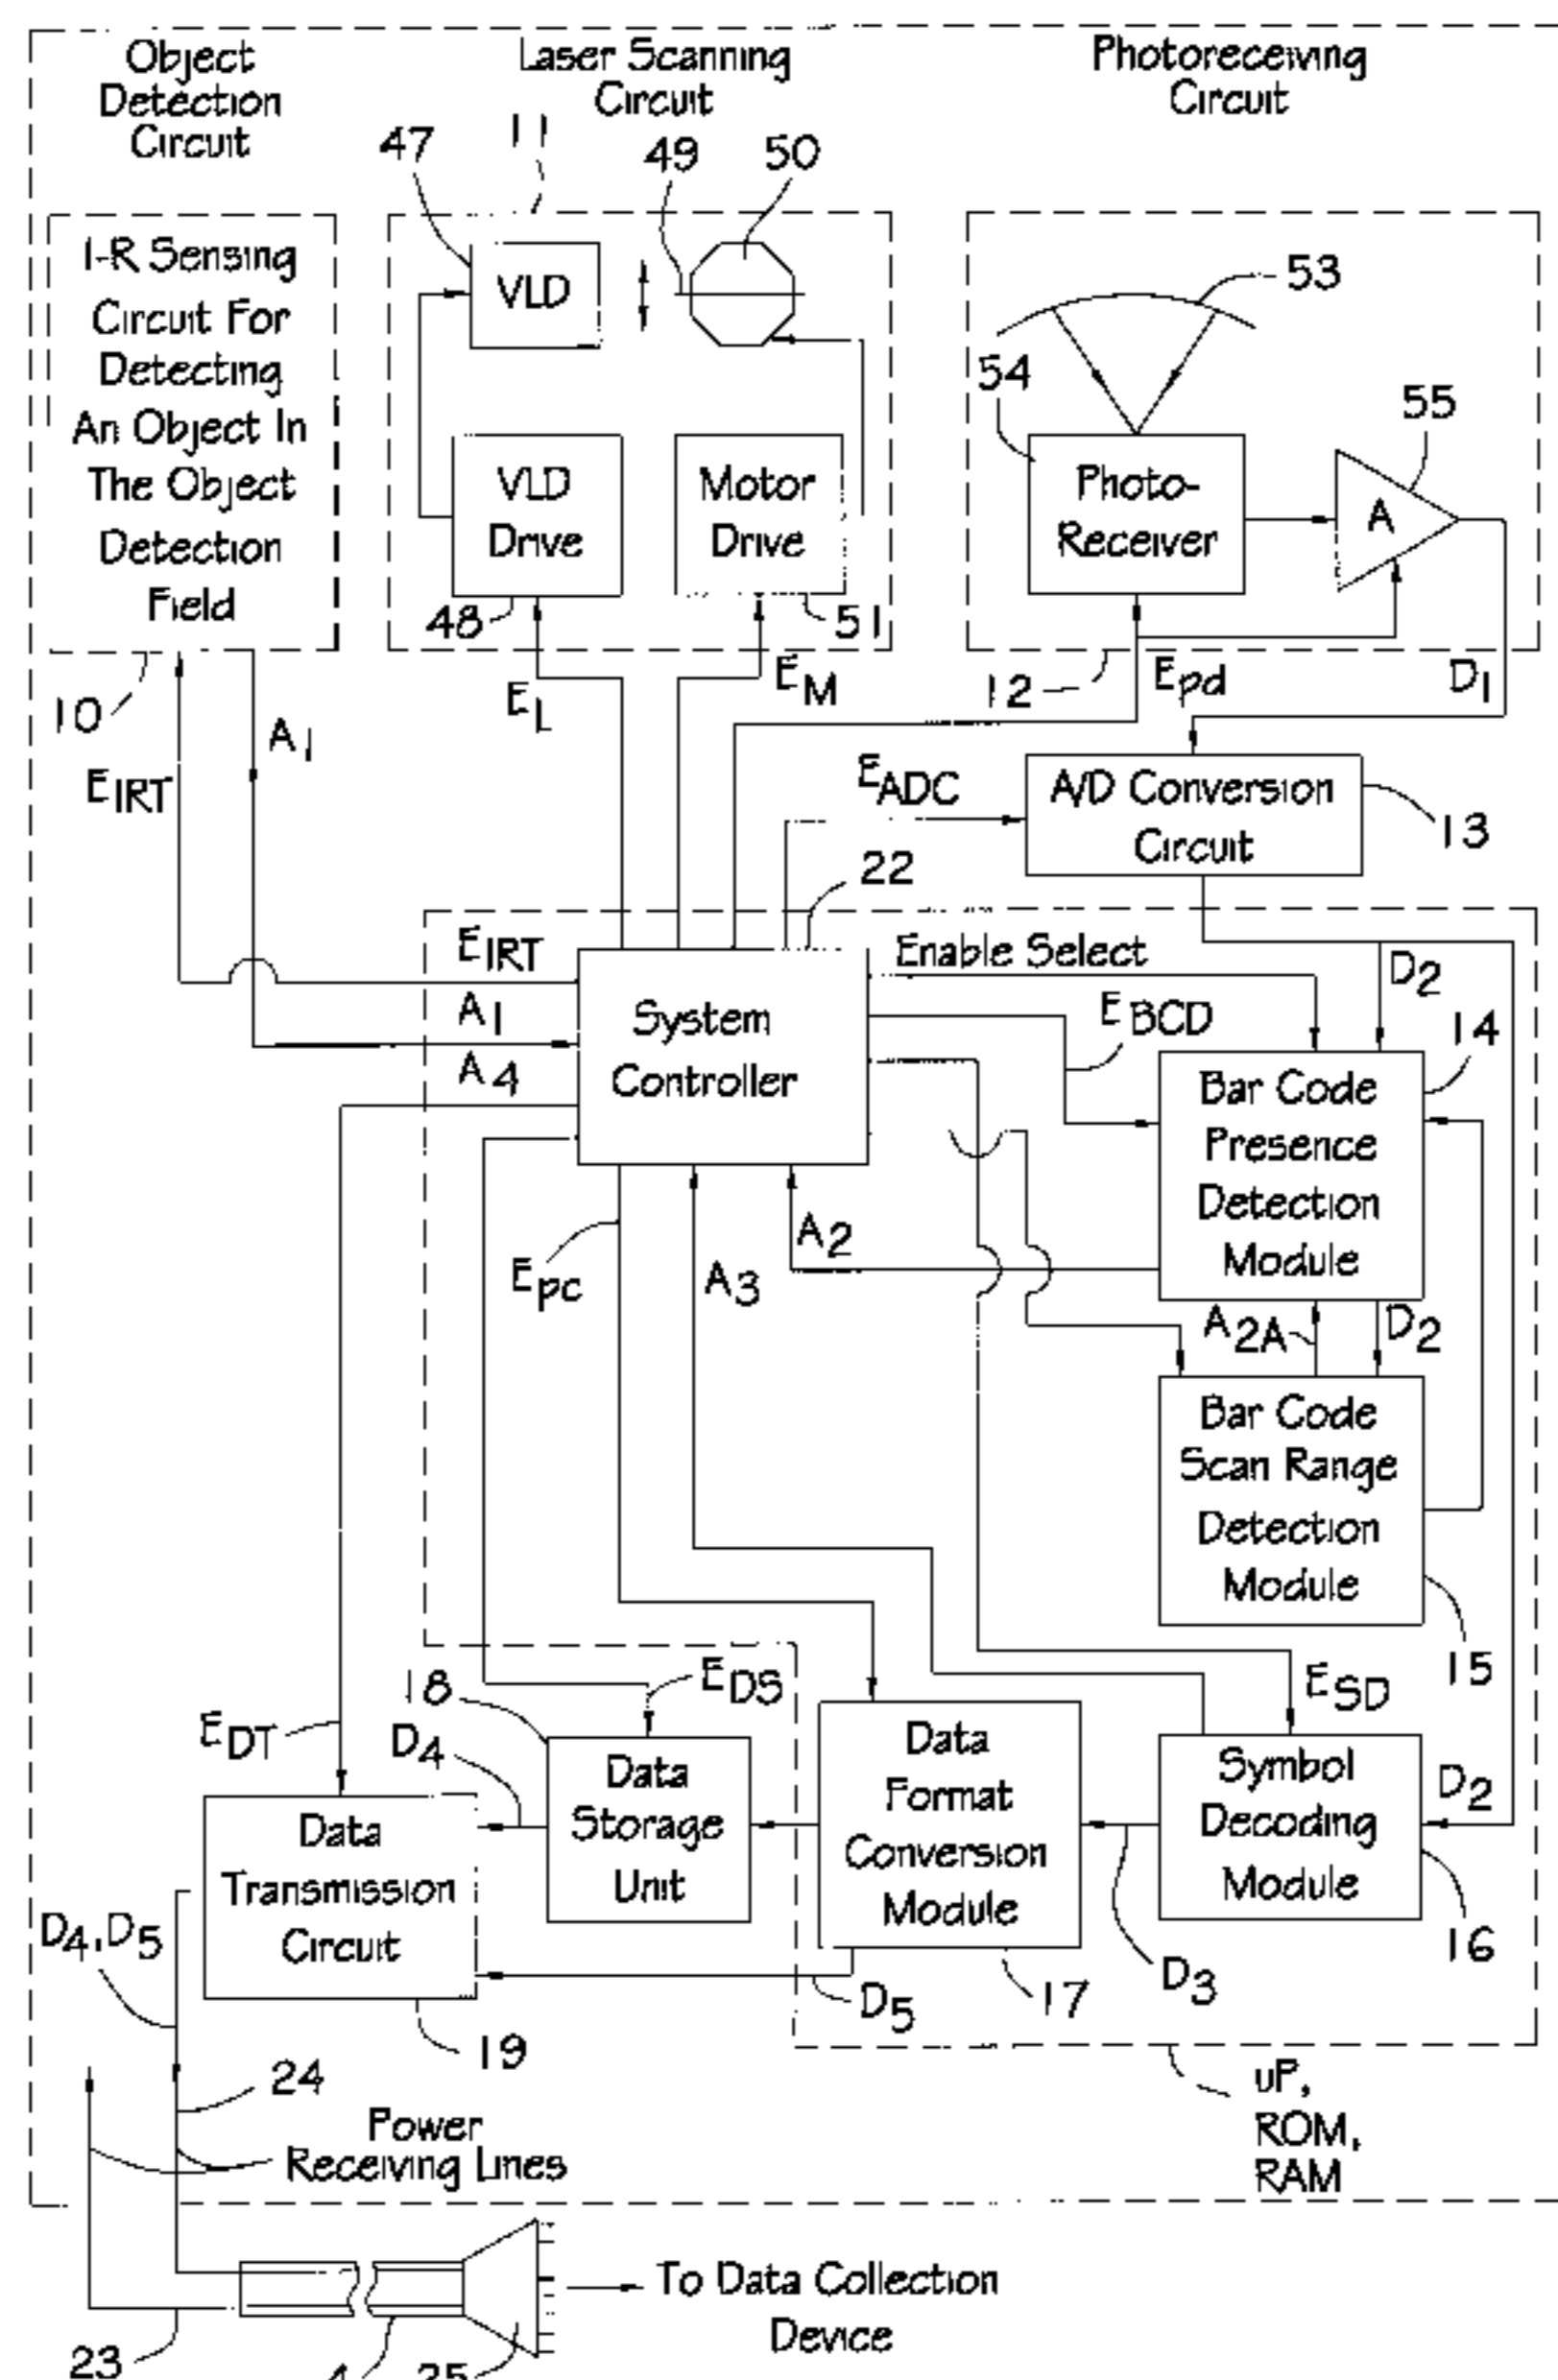 Object
Detection
Circuit
Laser Scanning
Circuit
Photoreceiving
Circuit
11
47
49
50
I-R Sensing
Circuit For
Detecting
An Object In
The Object
Detection
Field
VLD
53
54
55
VLD
Drive
Motor
Drive
Photo-
Receiver
A
48
51
10
12
EL
EM
Epd
D1
A1
EIRT
EADC
A/D Conversion
Circuit
13
22
EIRT
A1
A4
System
Controller
Enable Select
EBCD
D2
14
Bar Code
Presence
Detection
Module
Epc
A3
A2
A2A
D2
Bar Code
Scan Range
Detection
Module
15
18
EDS
ESD
EDT
D4
Data
Storage
Unit
Data
Format
Conversion
Module
Symbol
Decoding
Module
D2
Data
Transmission
Circuit
D4,D5
D5
17
D3
16
19
24
Power
Receiving Lines
uP,
ROM,
RAM
To Data Collection
Device
23
4
25